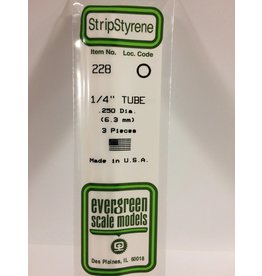 StripStyrene
Item No. Loc. Code
228 O
1/4" TUBE
.250 Dia.
(6.3 mm)
3 Pieces
Made in U.S.A.
evergreen
scale models
Des Plaines, IL 60018